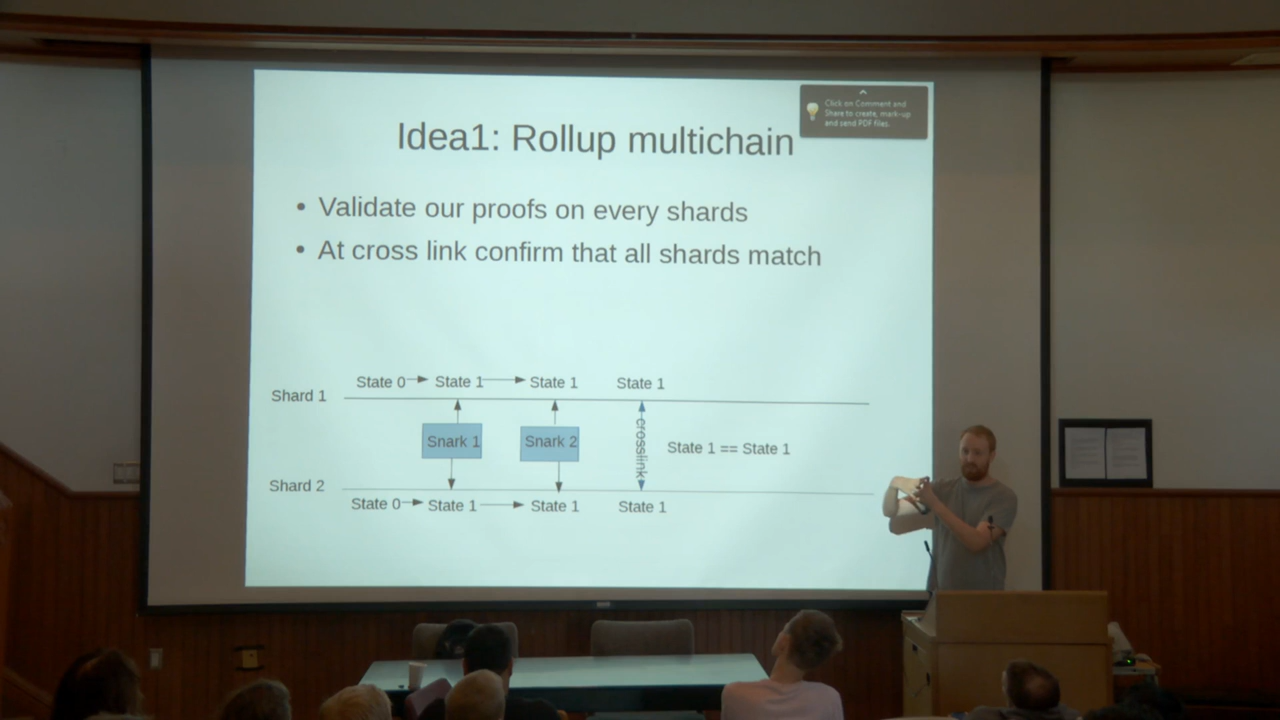 Click on Comment and
Share to create, mark-up
and send PDF files.
Idea1: Rollup multichain
• Validate our proofs on every shards
• At cross link confirm that all shards match
State 0 State 1 State 1 State 1
Shard 1
Snark 1 Snark 2 crosslink State 1 == State 1
Shard 2
State 0 State 1 State 1 State 1